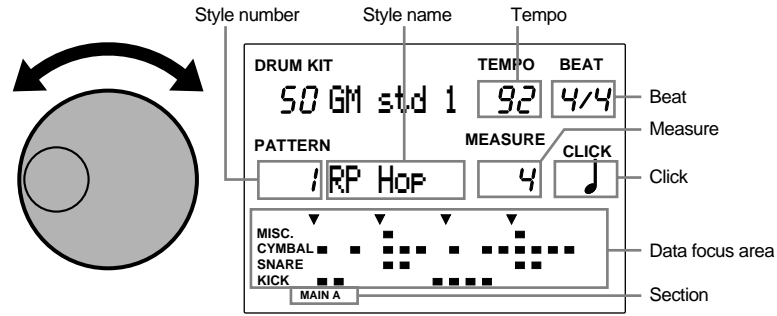 Style number Style name Tempo
DRUM KIT TEMPO BEAT
50 GM std 1 92 4/4 Beat
Measure
PATTERN MEASURE CLICK
1 RP Hop 4 Click
MISC.
CYMBAL Data focus area
SNARE
KICK
MAIN A Section